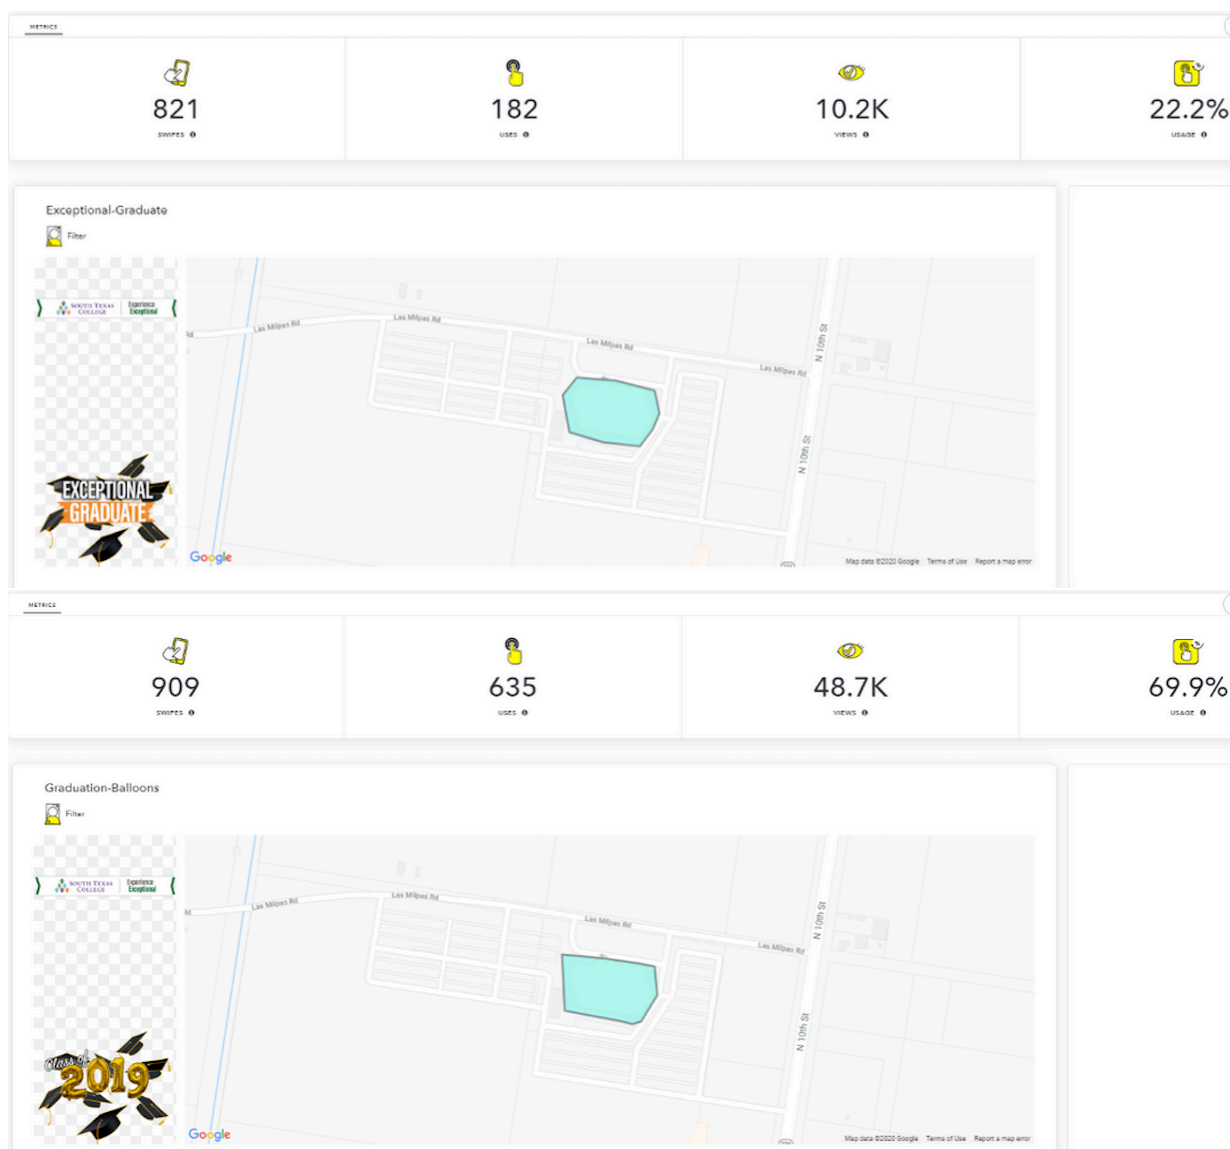 METRICS
821
182
10.2K
22.2%
SWIPES
USES
VIEWS
USAGE
Exceptional-Graduate
Filter
SOUTH TEXAS
COLLEGE
Experience
Exceptional
EXCEPTIONAL
GRADUATE
Las Milpas Rd
Las Milpas Rd
Las Milpas Rd
Las Milpas Rd
N 10th St
N 10th St
Google
Map data ©2020 Google Terms of Use Report a map error
METRICS
909
635
48.7K
69.9%
SWIPES
USES
VIEWS
USAGE
Graduation-Balloons
Filter
SOUTH TEXAS
COLLEGE
Experience
Exceptional
Class of
2019
Las Milpas Rd
Las Milpas Rd
Las Milpas Rd
Las Milpas Rd
N 10th St
N 10th St
Google
Map data ©2020 Google Terms of Use Report a map error